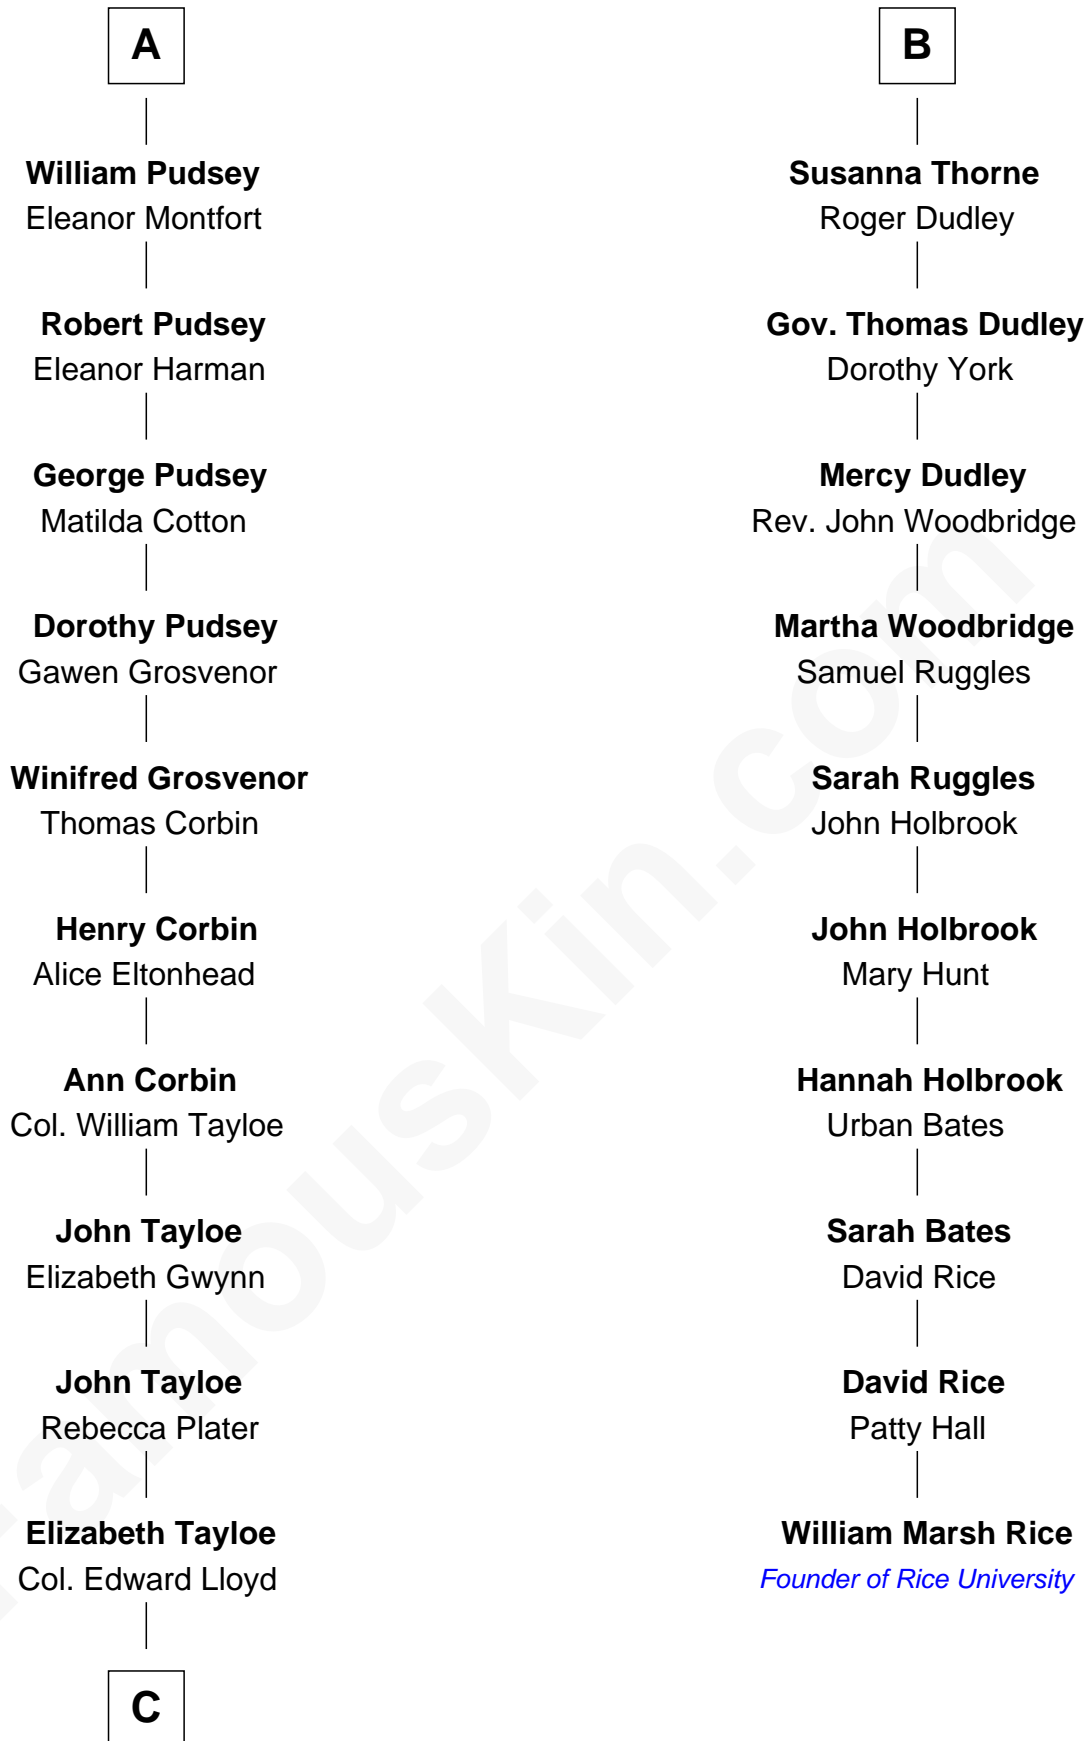 A
William Pudsey
Eleanor Montfort
Robert Pudsey
Eleanor Harman
George Pudsey
Matilda Cotton
Dorothy Pudsey
Gawen Grosvenor
Winifred Grosvenor
Thomas Corbin
Henry Corbin
Alice Eltonhead
Ann Corbin
Col. William Tayloe
John Tayloe
Elizabeth Gwynn
John Tayloe
Rebecca Plater
Elizabeth Tayloe
Col. Edward Lloyd
C
B
Susanna Thorne
Roger Dudley
Gov. Thomas Dudley
Dorothy York
Mercy Dudley
Rev. John Woodbridge
Martha Woodbridge
Samuel Ruggles
Sarah Ruggles
John Holbrook
John Holbrook
Mary Hunt
Hannah Holbrook
Urban Bates
Sarah Bates
David Rice
David Rice
Patty Hall
William Marsh Rice
Founder of Rice University
FamousKin.com